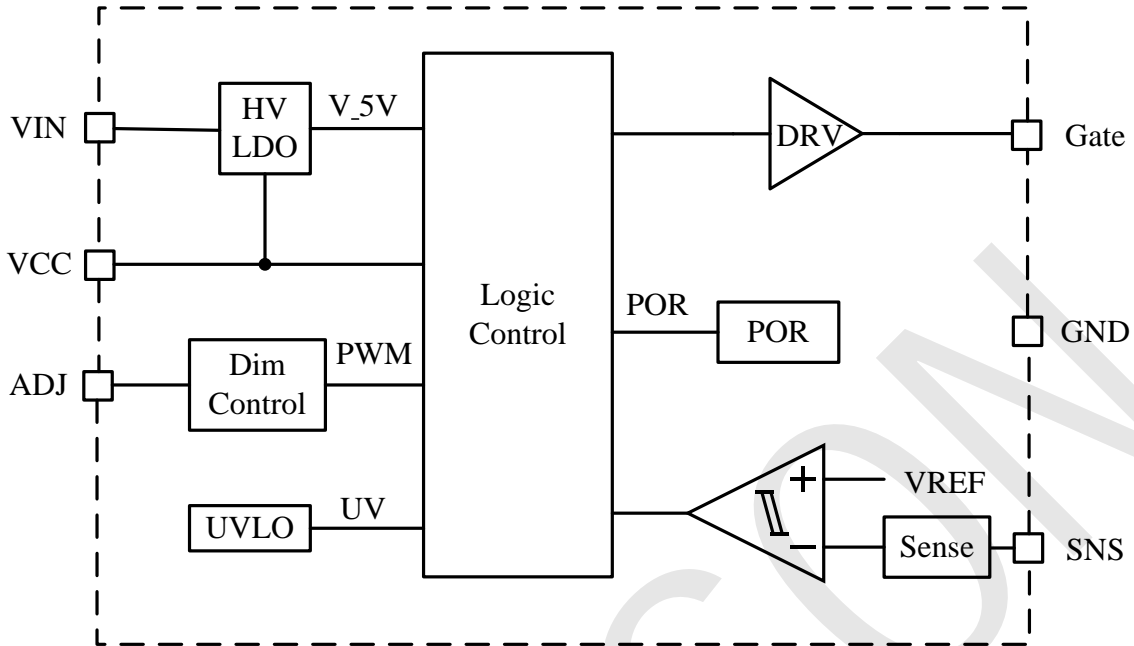 VIN
HV
LDO
V_5V
DRV
Gate
VCC
Logic
Control
POR
POR
GND
ADJ
Dim
Control
PWM
UVLO
UV
+
−
VREF
Sense
SNS